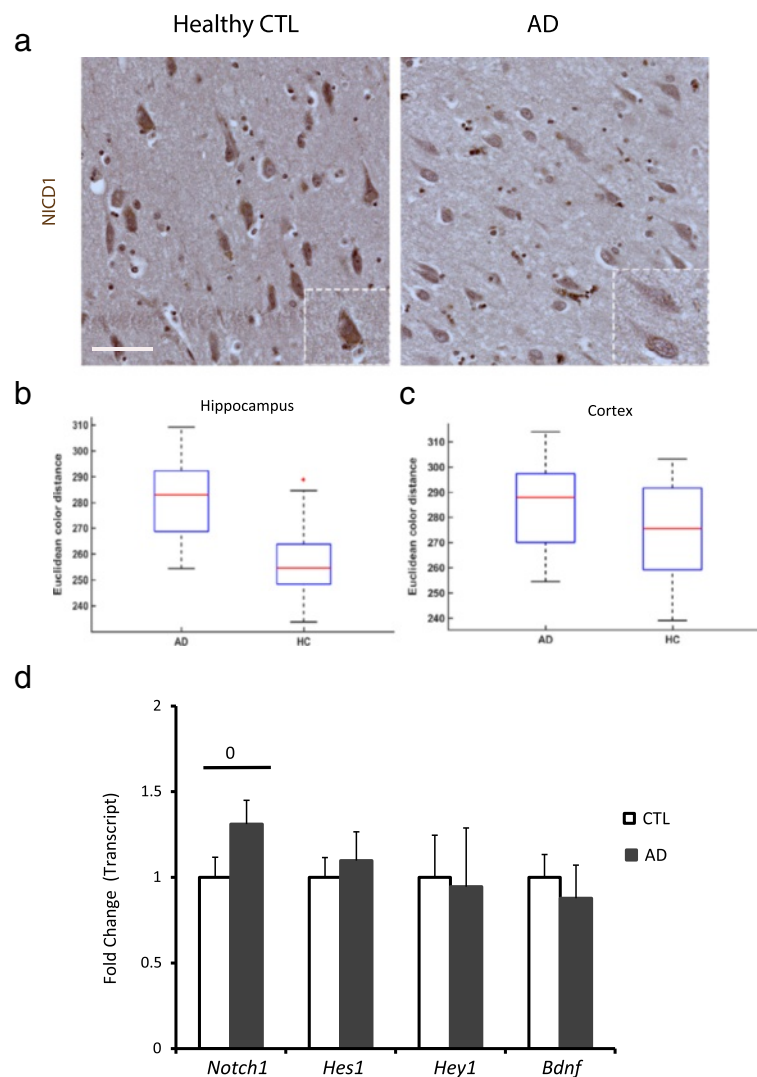 Healthy CTL AD
a
NICD1
b
Hippocampus
Euclidean color distance
310
300
290
280
270
260
250
240
AD HC
c
Cortex
Euclidean color distance
310
300
290
280
270
260
250
240
AD HC
d
Fold Change (Transcript)
2
1.5
1
0.5
0
0
CTL
AD
Notch1 Hes1 Hey1 Bdnf